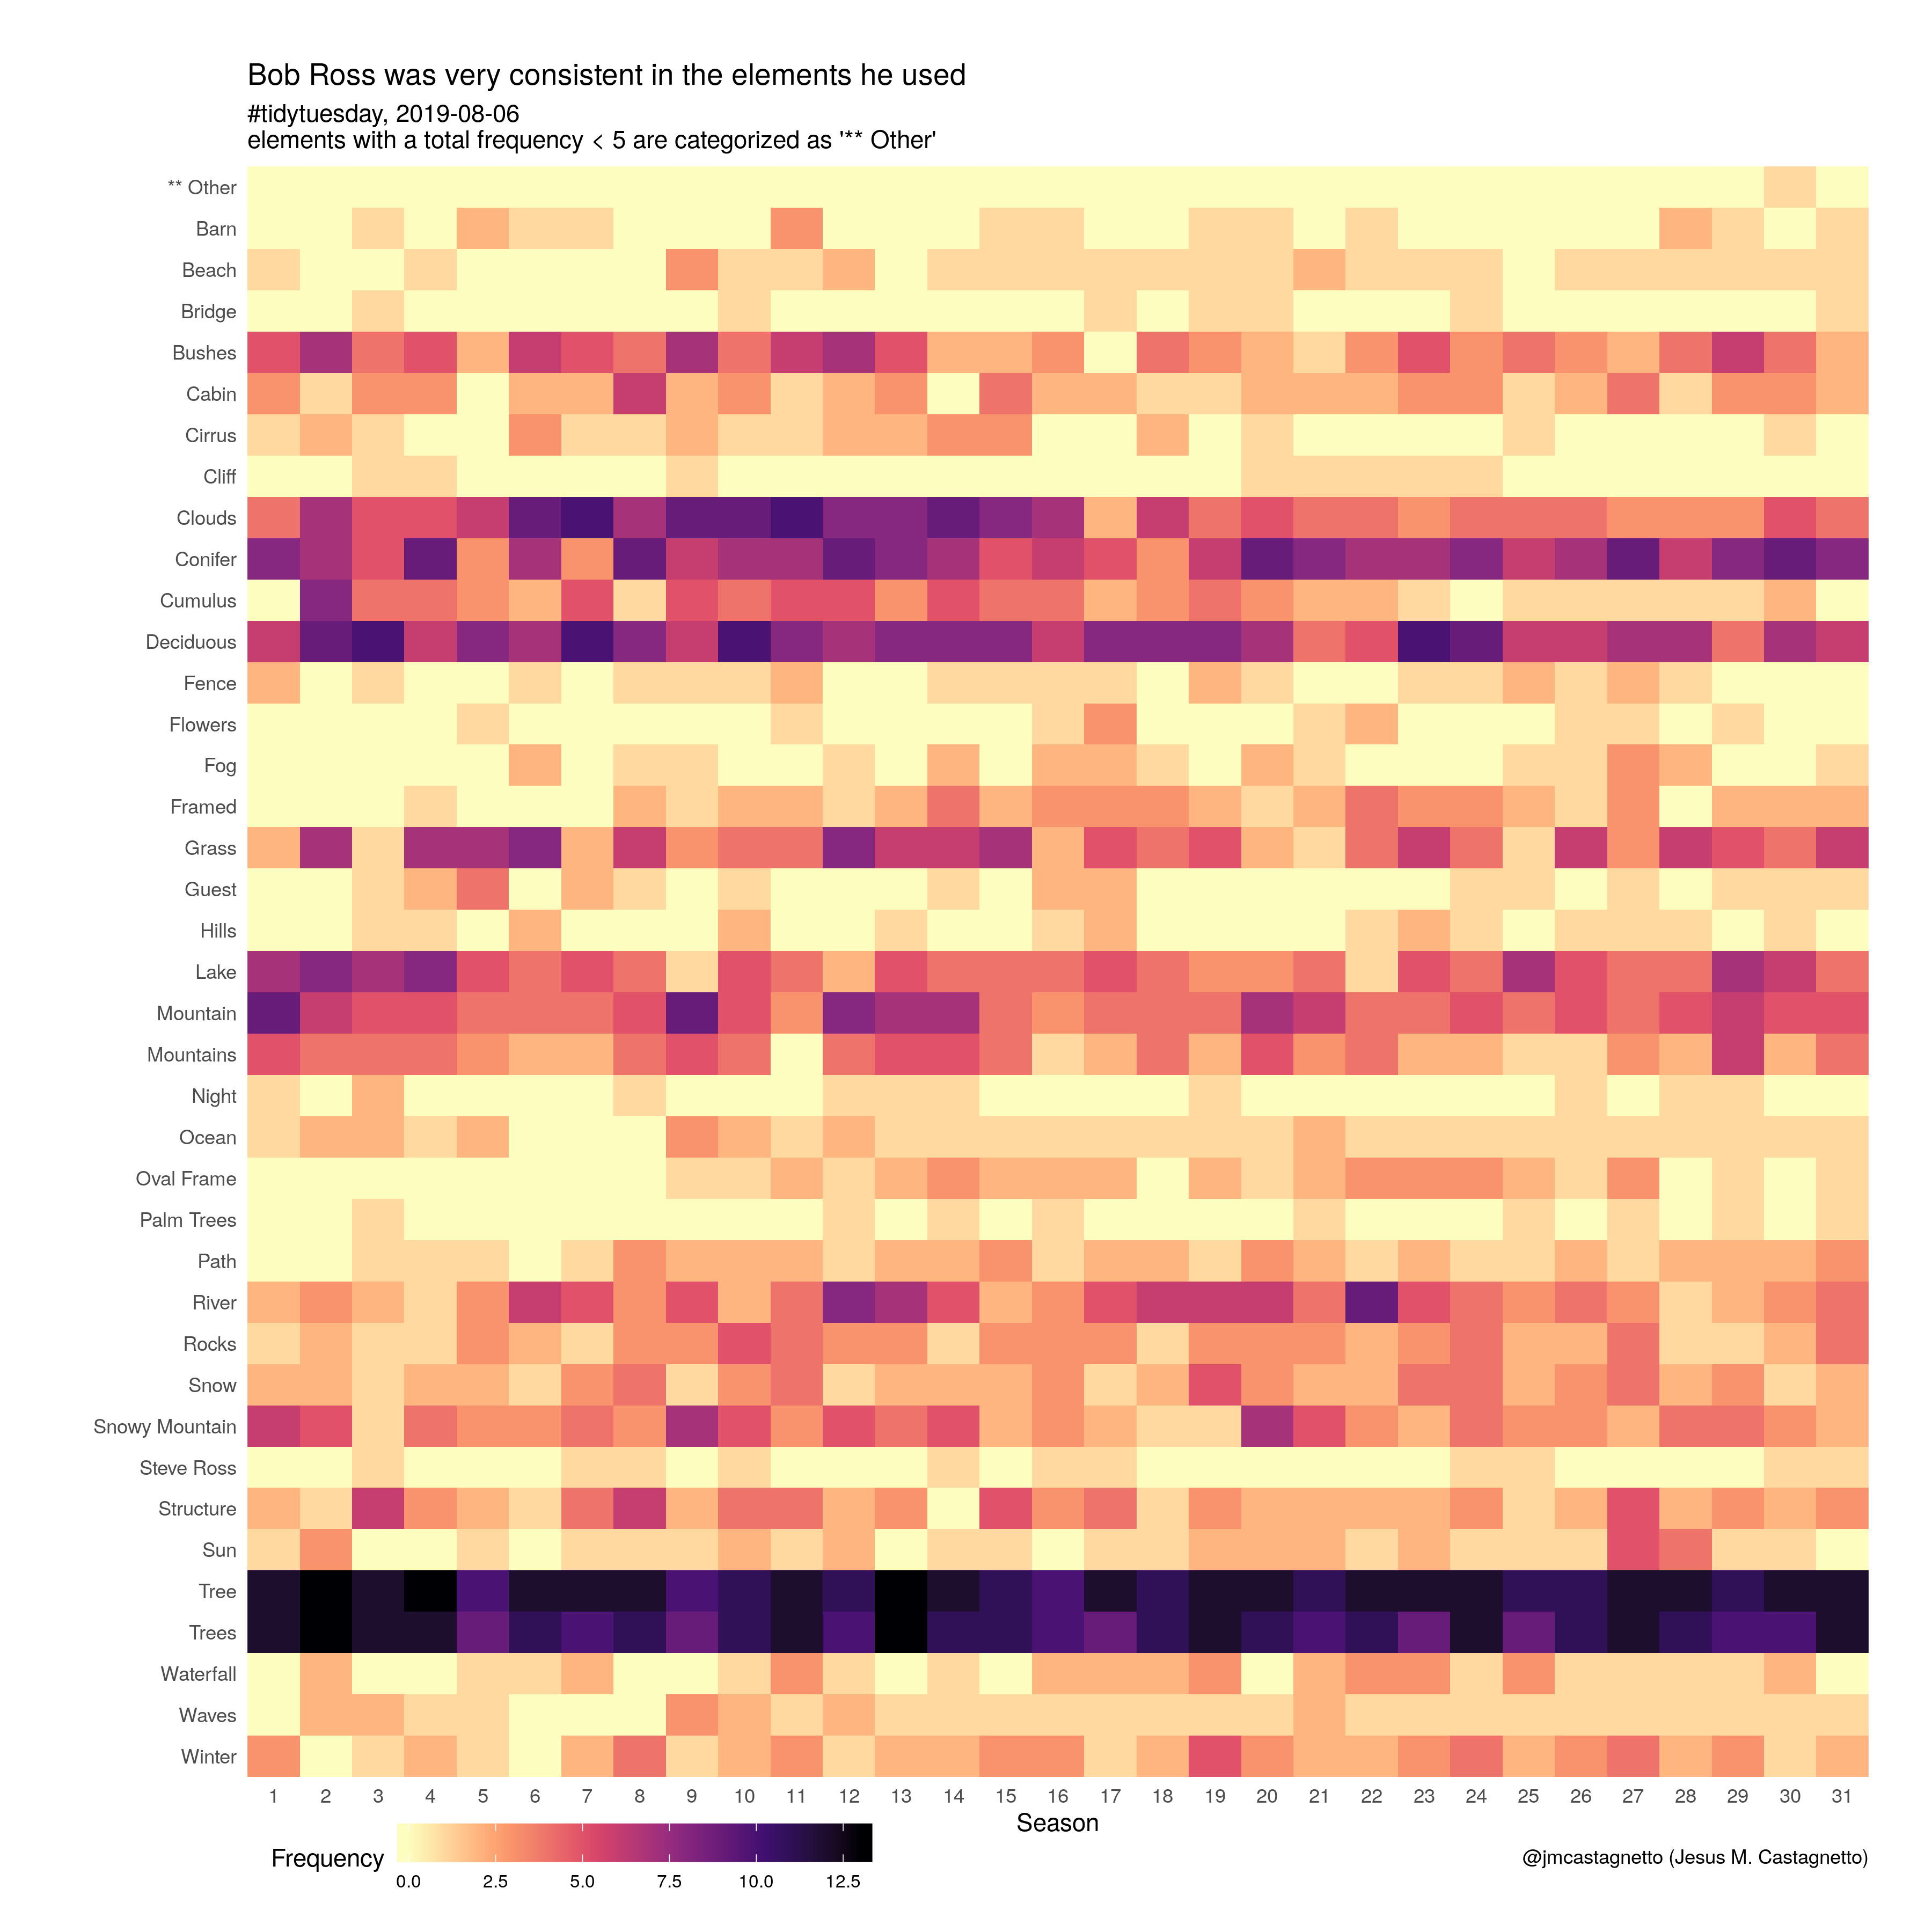 Bob Ross was very consistent in the elements he used
#tidytuesday, 2019-08-06
elements with a total frequency < 5 are categorized as '** Other'
** Other
Barn
Beach
Bridge
Bushes
Cabin
Cirrus
Cliff
Clouds
Conifer
Cumulus
Deciduous
Fence
Flowers
Fog
Framed
Grass
Guest
Hills
Lake
Mountain
Mountains
Night
Ocean
Oval Frame
Palm Trees
Path
River
Rocks
Snow
Snowy Mountain
Steve Ross
Structure
Sun
Tree
Trees
Waterfall
Waves
Winter
1 2 3 4 5 6 7 8 9 10 11 12 13 14 15 16 17 18 19 20 21 22 23 24 25 26 27 28 29 30 31
Season
Frequency
0.0 2.5 5.0 7.5 10.0 12.5
@jmcastagnetto (Jesus M. Castagnetto)